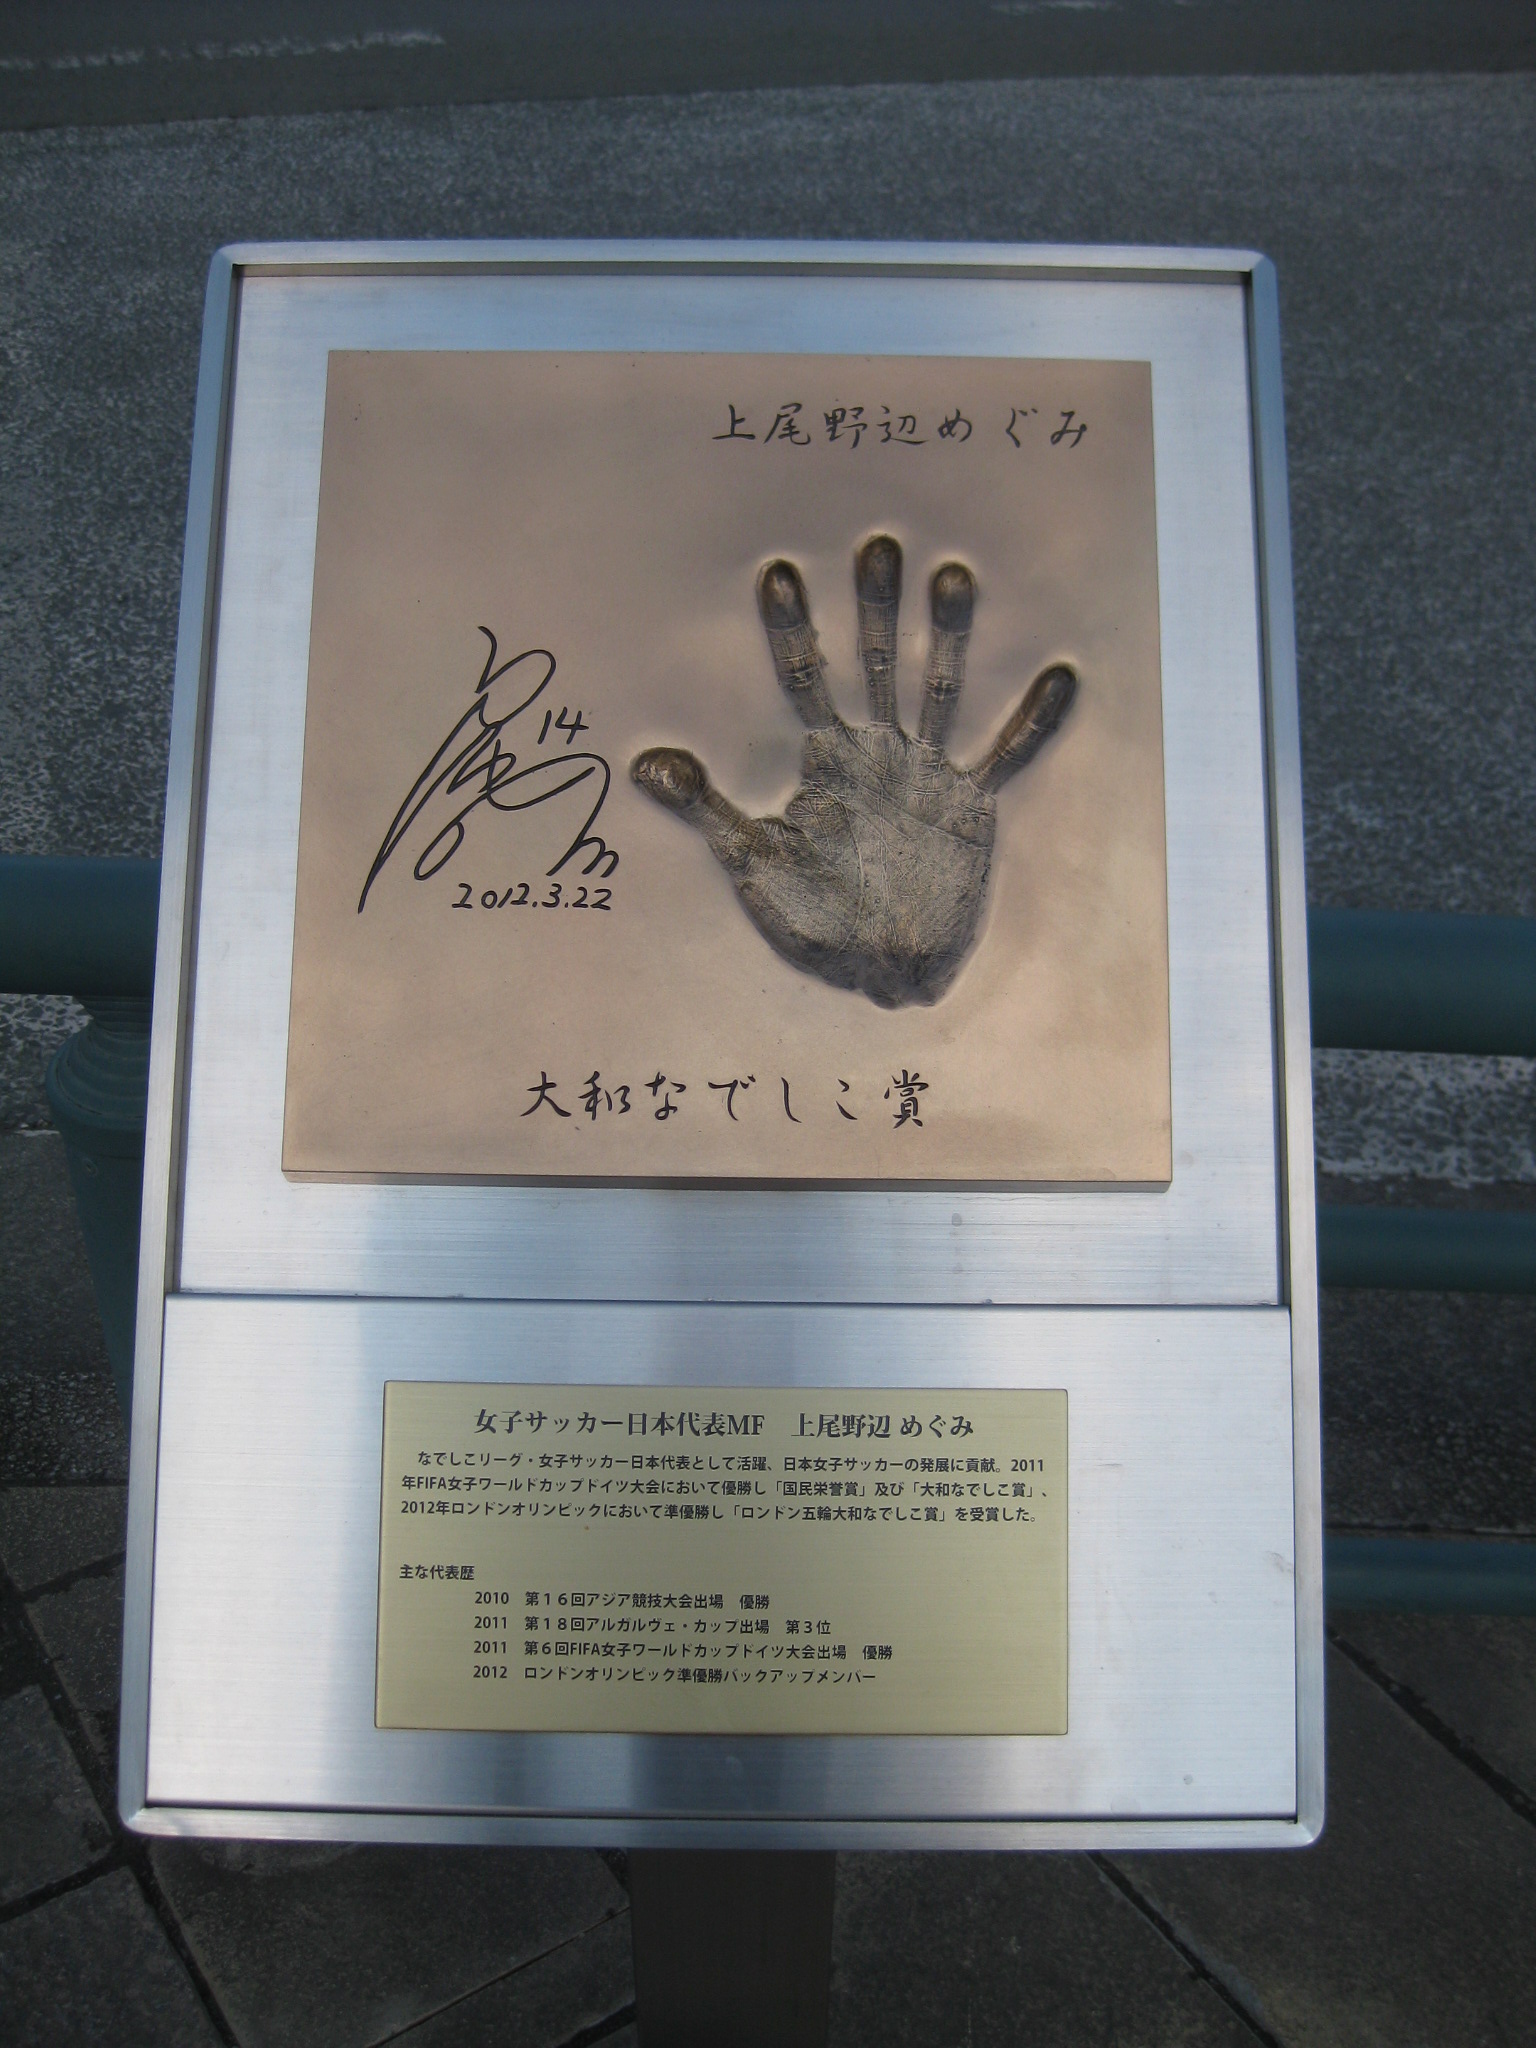 上尾野辺めぐみ
14
2012.3.22
大和なでしこ賞
女子サッカー日本代表MF　上尾野辺 めぐみ
なでしこリーグ・女子サッカー日本代表として活躍、日本女子サッカーの発展に貢献。2011
年FIFA女子ワールドカップドイツ大会において優勝し「国民栄誉賞」及び「大和なでしこ賞」、
2012年ロンドンオリンピックにおいて準優勝し「ロンドン五輪大和なでしこ賞」を受賞した。
主な代表歴
2010　第１６回アジア競技大会出場　優勝
2011　第１８回アルガルヴェ・カップ出場　第３位
2011　第６回FIFA女子ワールドカップドイツ大会出場　優勝
2012　ロンドンオリンピック準優勝バックアップメンバー